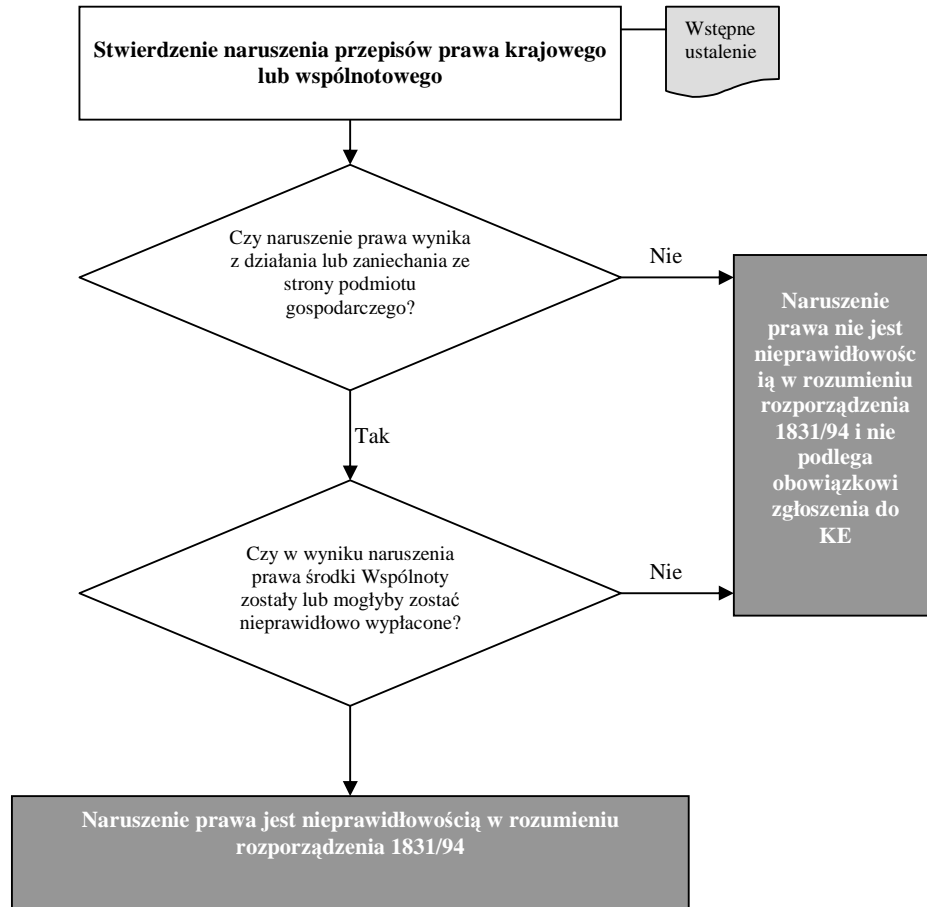 Stwierdzenie naruszenia przepisów prawa krajowego
lub wspólnotowego
Wstępne
ustalenie
Czy naruszenie prawa wynika
z działania lub zaniechania ze
strony podmiotu
gospodarczego?
Nie
Naruszenie
prawa nie jest
nieprawidłowośc
ią w rozumieniu
rozporządzenia
1831/94 i nie
podlega
obowiązkowi
zgłoszenia do
KE
Tak
Czy w wyniku naruszenia
prawa środki Wspólnoty
zostały lub mogłyby zostać
nieprawidłowo wypłacone?
Nie
Naruszenie prawa jest nieprawidłowością w rozumieniu
rozporządzenia 1831/94